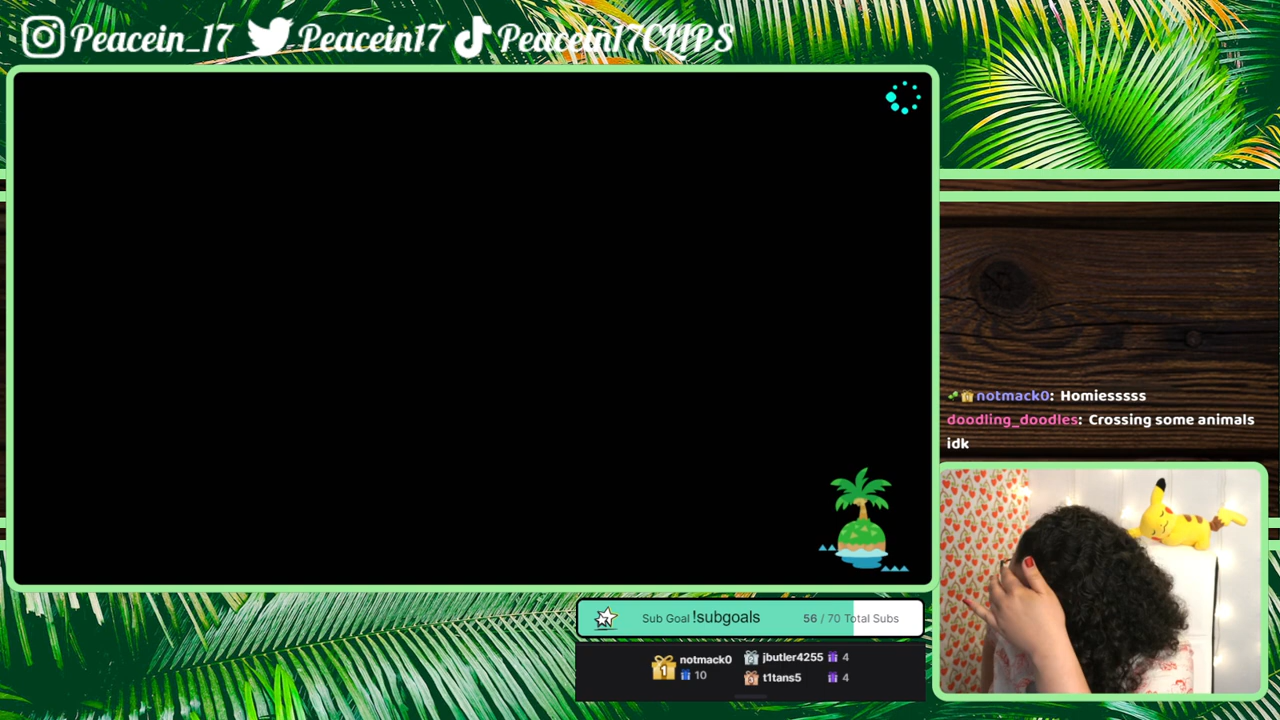 Peacein_17 Peacein17 Peacein17ClIPS
notmack0: Homiesssss
doodling_doodles: Crossing some animals
idk
Sub Goal !subgoals 56 / 70 Total Subs
1 notmack0 10
jbutler4255 4
t1tans5 4